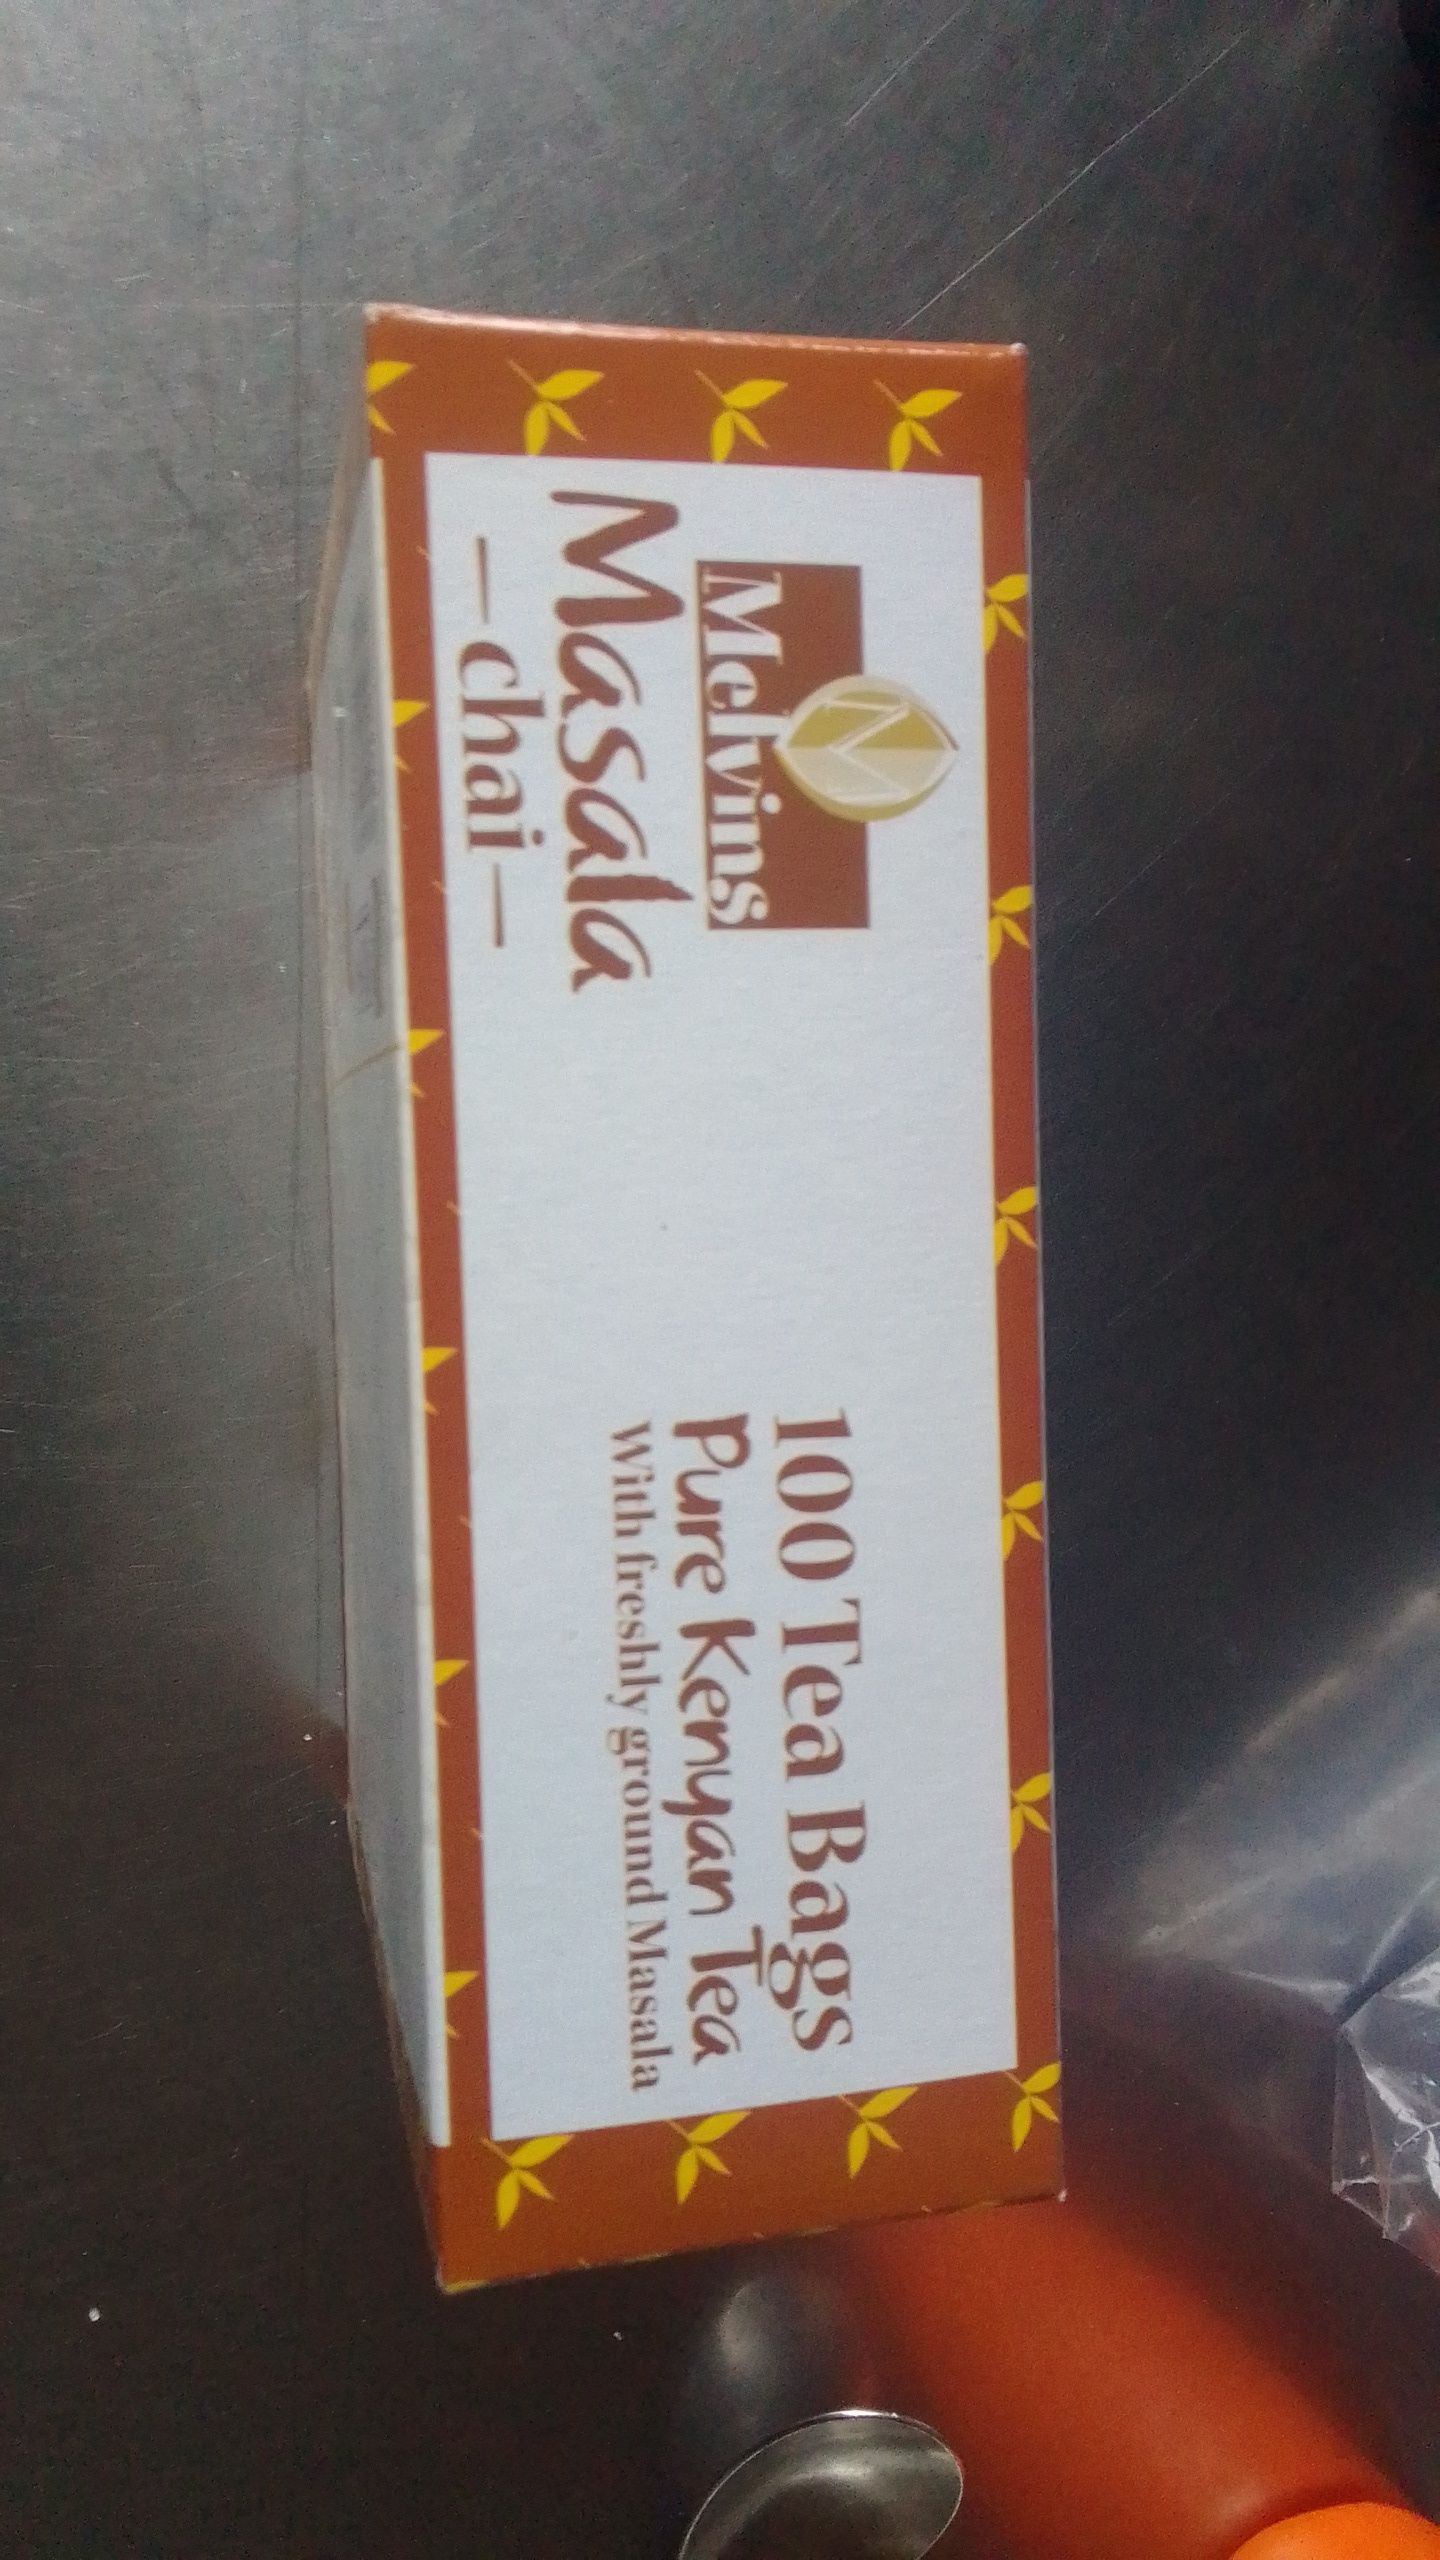 Melvins
Masala
chai
100 Tea Bags
Pure Kenyan Tea
With freshly ground Masala